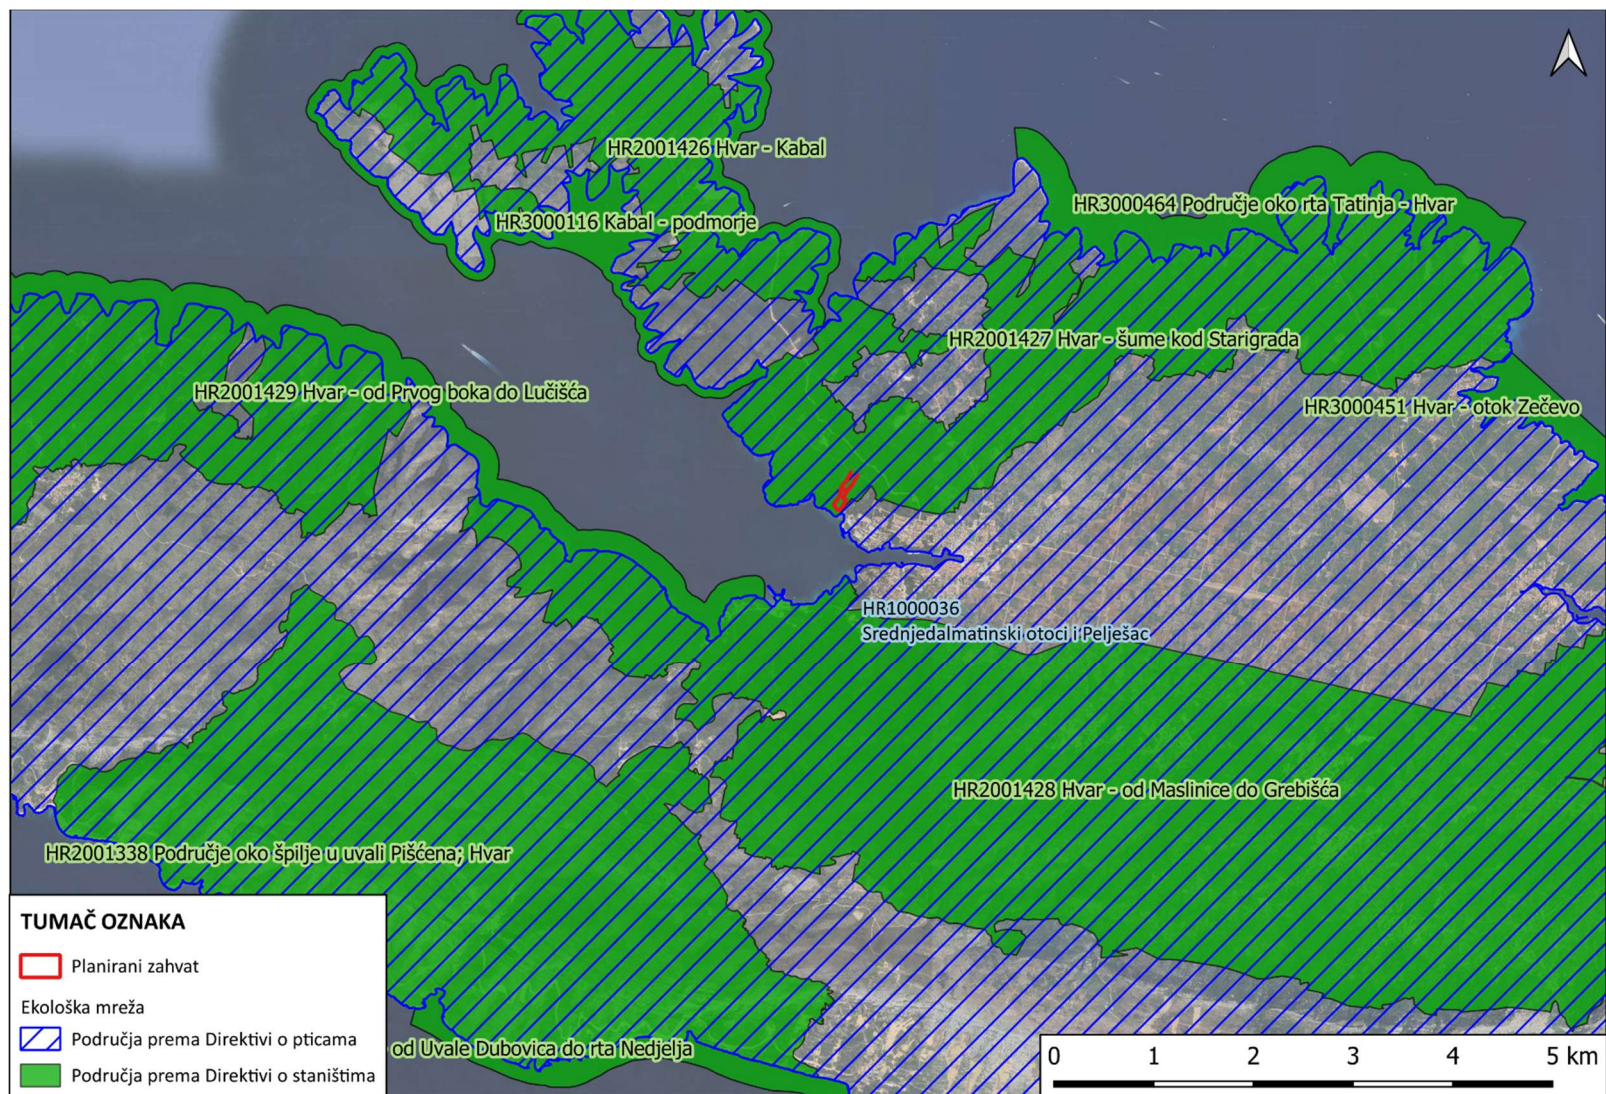 HR2001426 Hvar - Kabal
HR3000116 Kabal - podmorje
HR3000464 Područje oko rta Tatinja - Hvar
HR2001427 Hvar - šume kod Starigrada
HR2001429 Hvar - od Prvog boka do Lučišća
HR3000451 Hvar - otok Zečevo
HR1000036
Srednjedalmatinski otoci i Pelješac
HR2001428 Hvar - od Maslinice do Grebišća
HR2001338 Područje oko špilje u uvali Pišćena; Hvar
od Uvale Dubovica do rta Nedjelja
TUMAČ OZNAKA
Planirani zahvat
Ekološka mreža
Područja prema Direktivi o pticama
Područja prema Direktivi o staništima
0 1 2 3 4 5 km